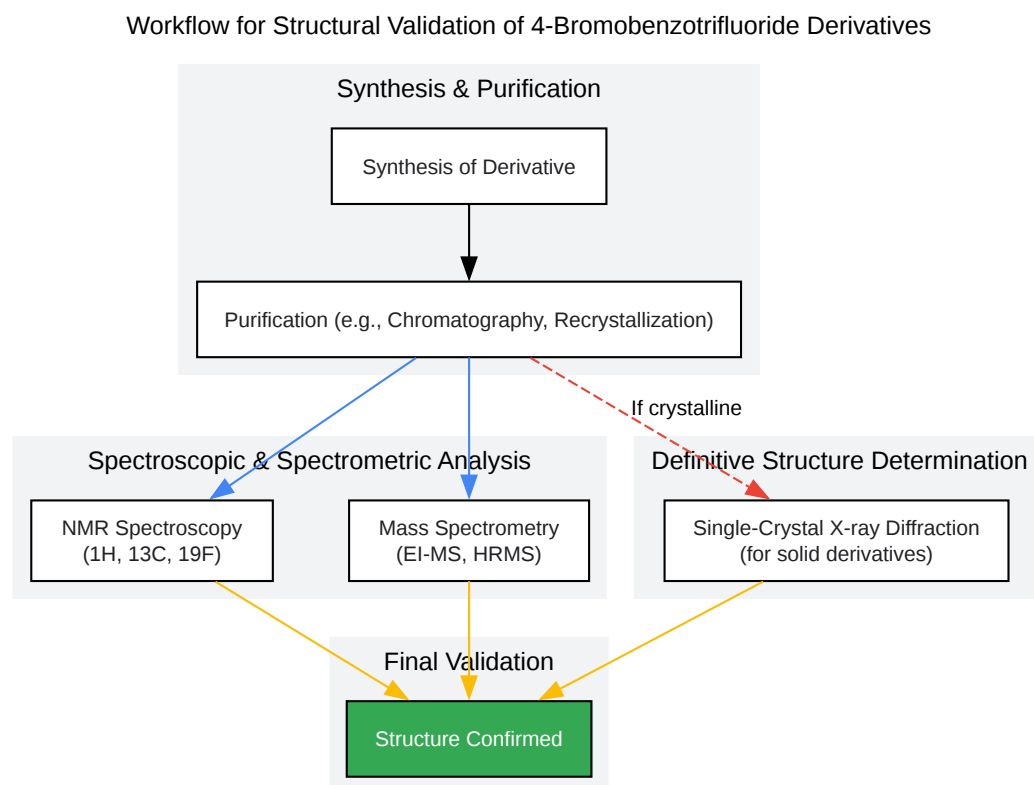 Workflow for Structural Validation of 4-Bromobenzotrifluoride Derivatives
Synthesis & Purification
Synthesis of Derivative
Purification (e.g., Chromatography, Recrystallization)
If crystalline
Spectroscopic & Spectrometric Analysis
Definitive Structure Determination
NMR Spectroscopy
(1H, 13C, 19F)
Mass Spectrometry
(EI-MS, HRMS)
Single-Crystal X-ray Diffraction
(for solid derivatives)
Final Validation
Structure Confirmed